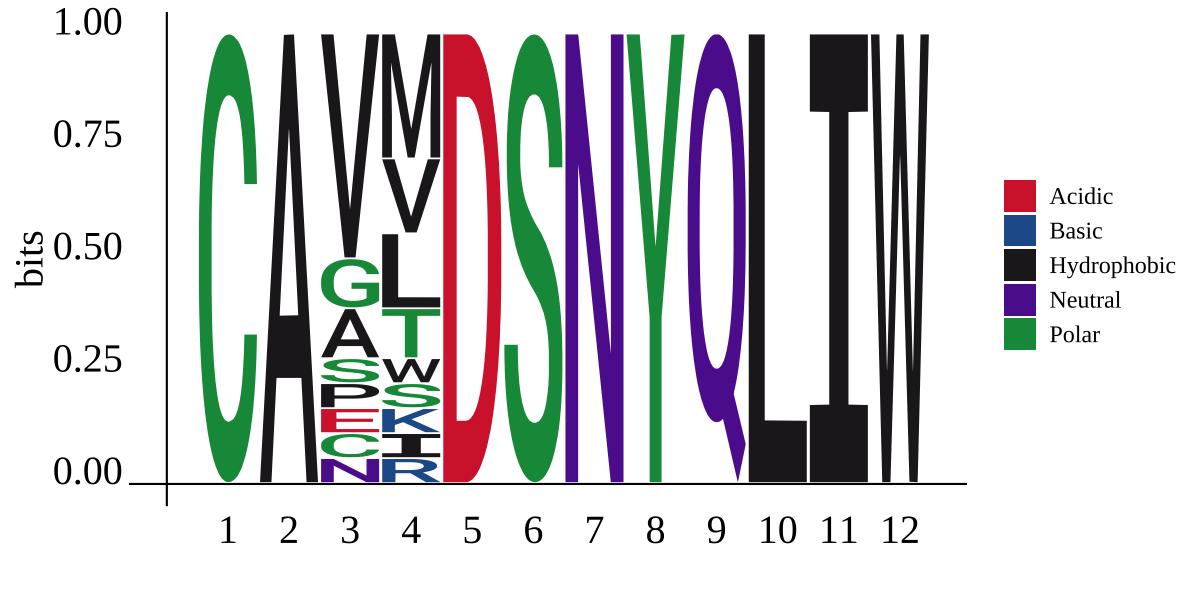 1.00
0.75
0.50
0.25
0.00
bits
C A V M D S N Y Q L I W
V
G L
A T
S W
P S
E K
C I
N R
1 2 3 4 5 6 7 8 9 10 11 12
Acidic
Basic
Hydrophobic
Neutral
Polar